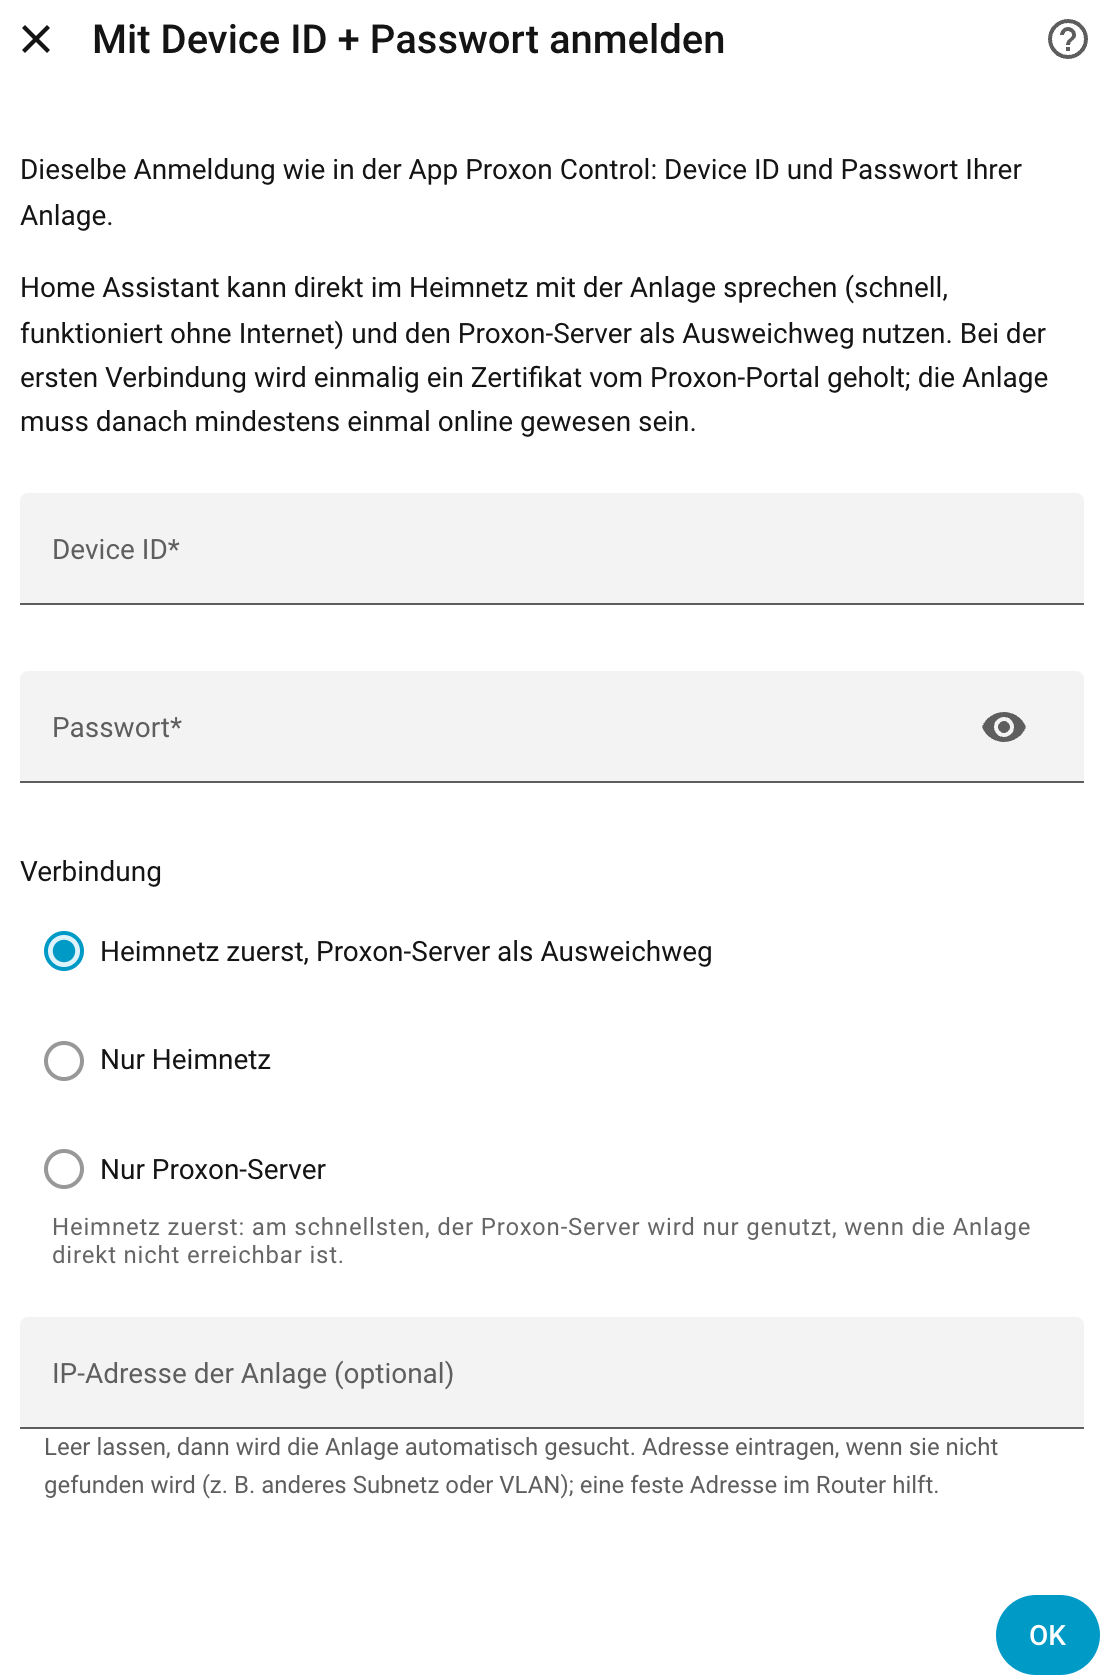 Mit Device ID + Passwort anmelden
Dieselbe Anmeldung wie in der App Proxon Control: Device ID und Passwort Ihrer
Anlage.
Home Assistant kann direkt im Heimnetz mit der Anlage sprechen (schnell,
funktioniert ohne Internet) und den Proxon-Server als Ausweichweg nutzen. Bei der
ersten Verbindung wird einmalig ein Zertifikat vom Proxon-Portal geholt; die Anlage
muss danach mindestens einmal online gewesen sein.
Device ID*
Passwort*
Verbindung
Heimnetz zuerst, Proxon-Server als Ausweichweg
Nur Heimnetz
Nur Proxon-Server
Heimnetz zuerst: am schnellsten, der Proxon-Server wird nur genutzt, wenn die Anlage
direkt nicht erreichbar ist.
IP-Adresse der Anlage (optional)
Leer lassen, dann wird die Anlage automatisch gesucht. Adresse eintragen, wenn sie nicht
gefunden wird (z. B. anderes Subnetz oder VLAN); eine feste Adresse im Router hilft.
OK